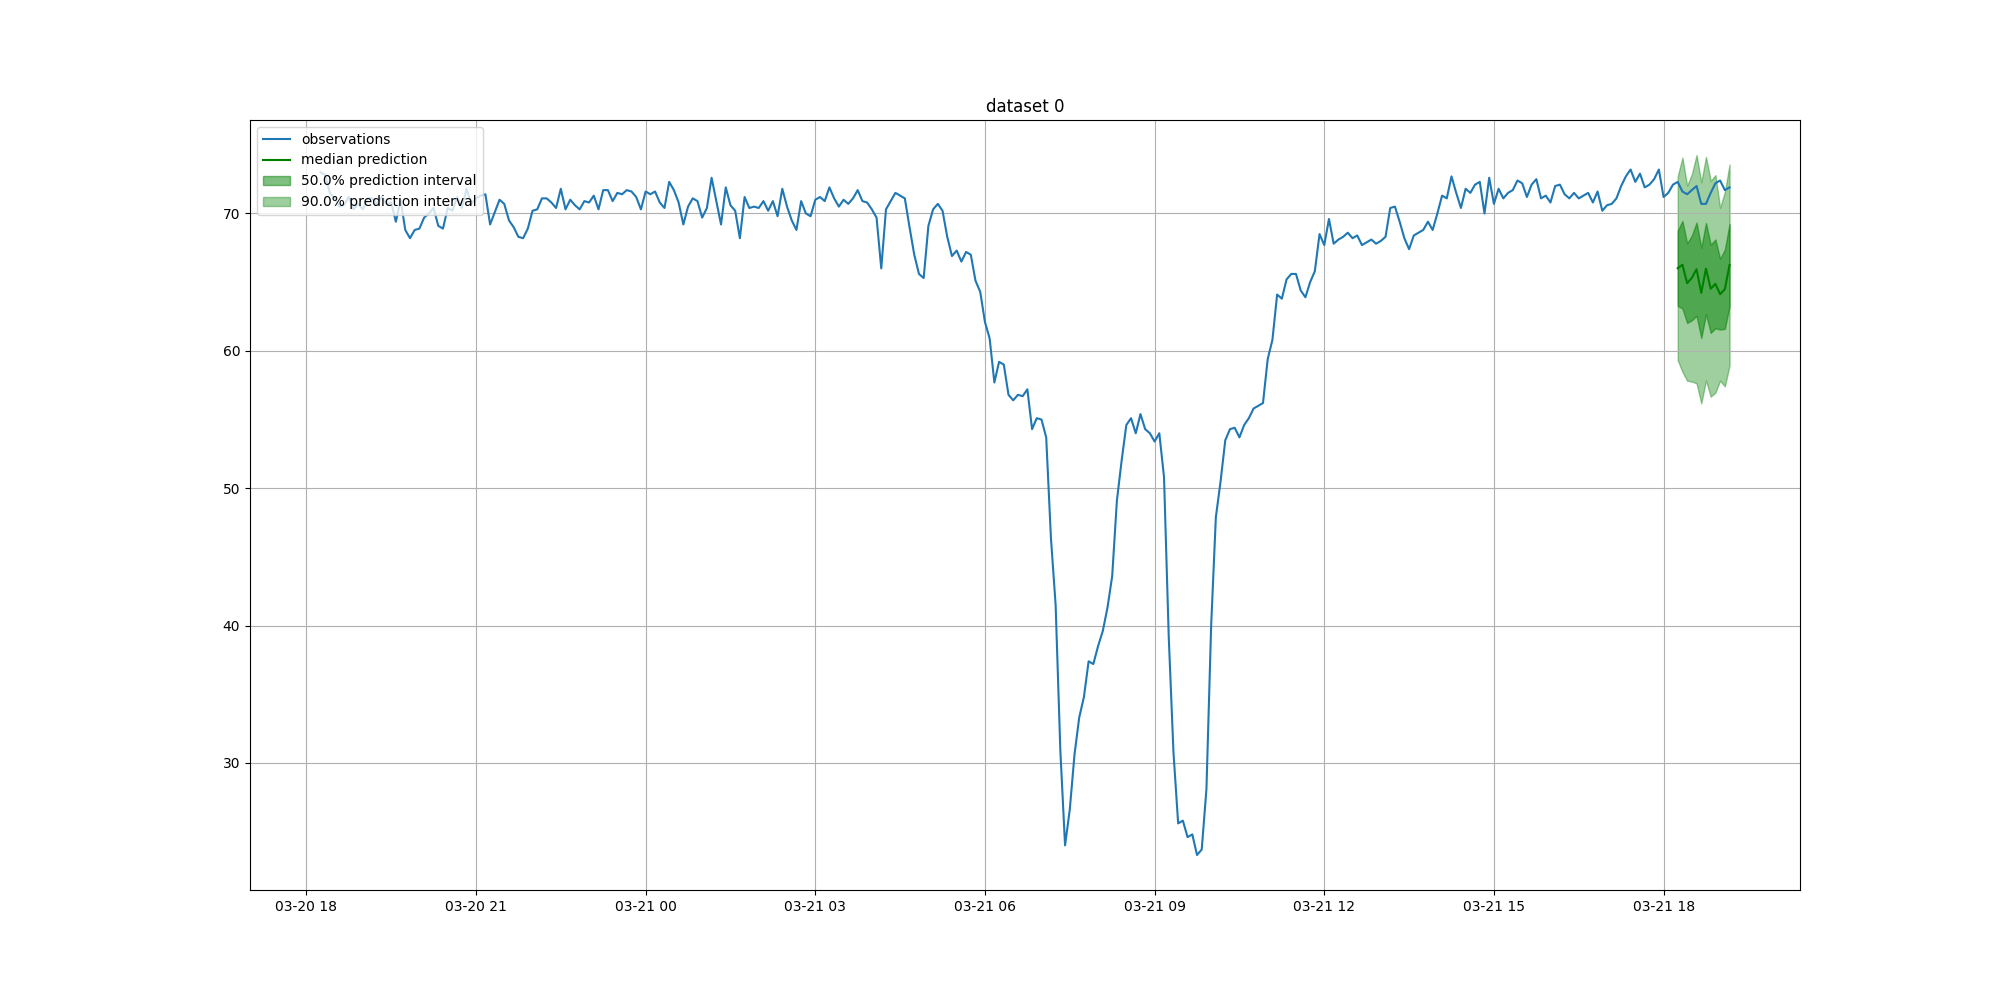 dataset 0
observations
median prediction
50.0% prediction interval
90.0% prediction interval
70
60
50
40
30
03-20 18
03-20 21
03-21 00
03-21 03
03-21 06
03-21 09
03-21 12
03-21 15
03-21 18